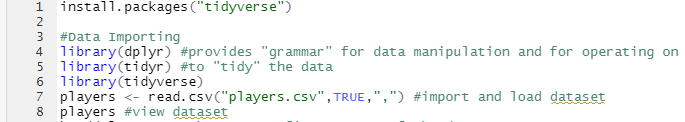 1 install.packages("tidyverse")
2
3 #Data Importing
4 library(dplyr) #provides "grammar" for data manipulation and for operating on
5 library(tidyr) #to "tidy" the data
6 library(tidyverse)
7 players <- read.csv("players.csv",TRUE,",") #import and load dataset
8 players #view dataset